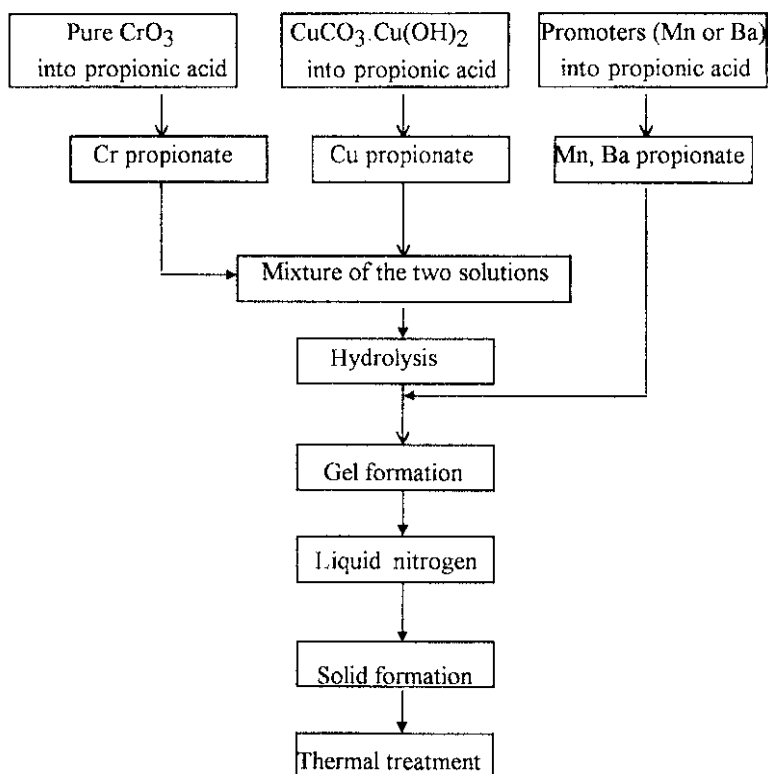 Pure CrO3
into propionic acid
CuCO3.Cu(OH)2
into propionic acid
Promoters (Mn or Ba)
into propionic acid
Cr propionate
Cu propionate
Mn, Ba propionate
Mixture of the two solutions
Hydrolysis
Gel formation
Liquid nitrogen
Solid formation
Thermal treatment